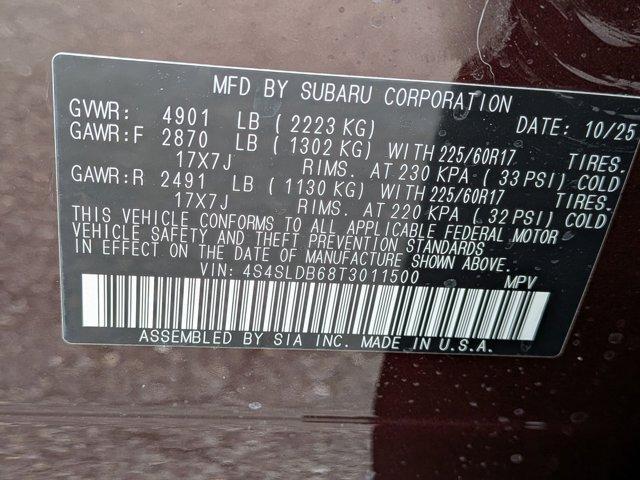 MFD BY SUBARU CORPORATION
GVWR: 4901 LB ( 2223 KG) DATE: 10/25
GAWR:F 2870 LB ( 1302 KG) WITH 225/60R17 TIRES.
17X7J RIMS. AT 230 KPA ( 33 PSI) COLD
GAWR:R 2491 LB ( 1130 KG) WITH 225/60R17 TIRES.
17X7J RIMS. AT 220 KPA ( 32 PSI) COLD
THIS VEHICLE CONFORMS TO ALL APPLICABLE FEDERAL MOTOR
VEHICLE SAFETY AND THEFT PREVENTION STANDARDS
IN EFFECT ON THE DATE OF MANUFACTURE SHOWN ABOVE.
VIN: 4S4SLDB68T3011500 MPV
ASSEMBLED BY SIA INC. MADE IN U.S.A.